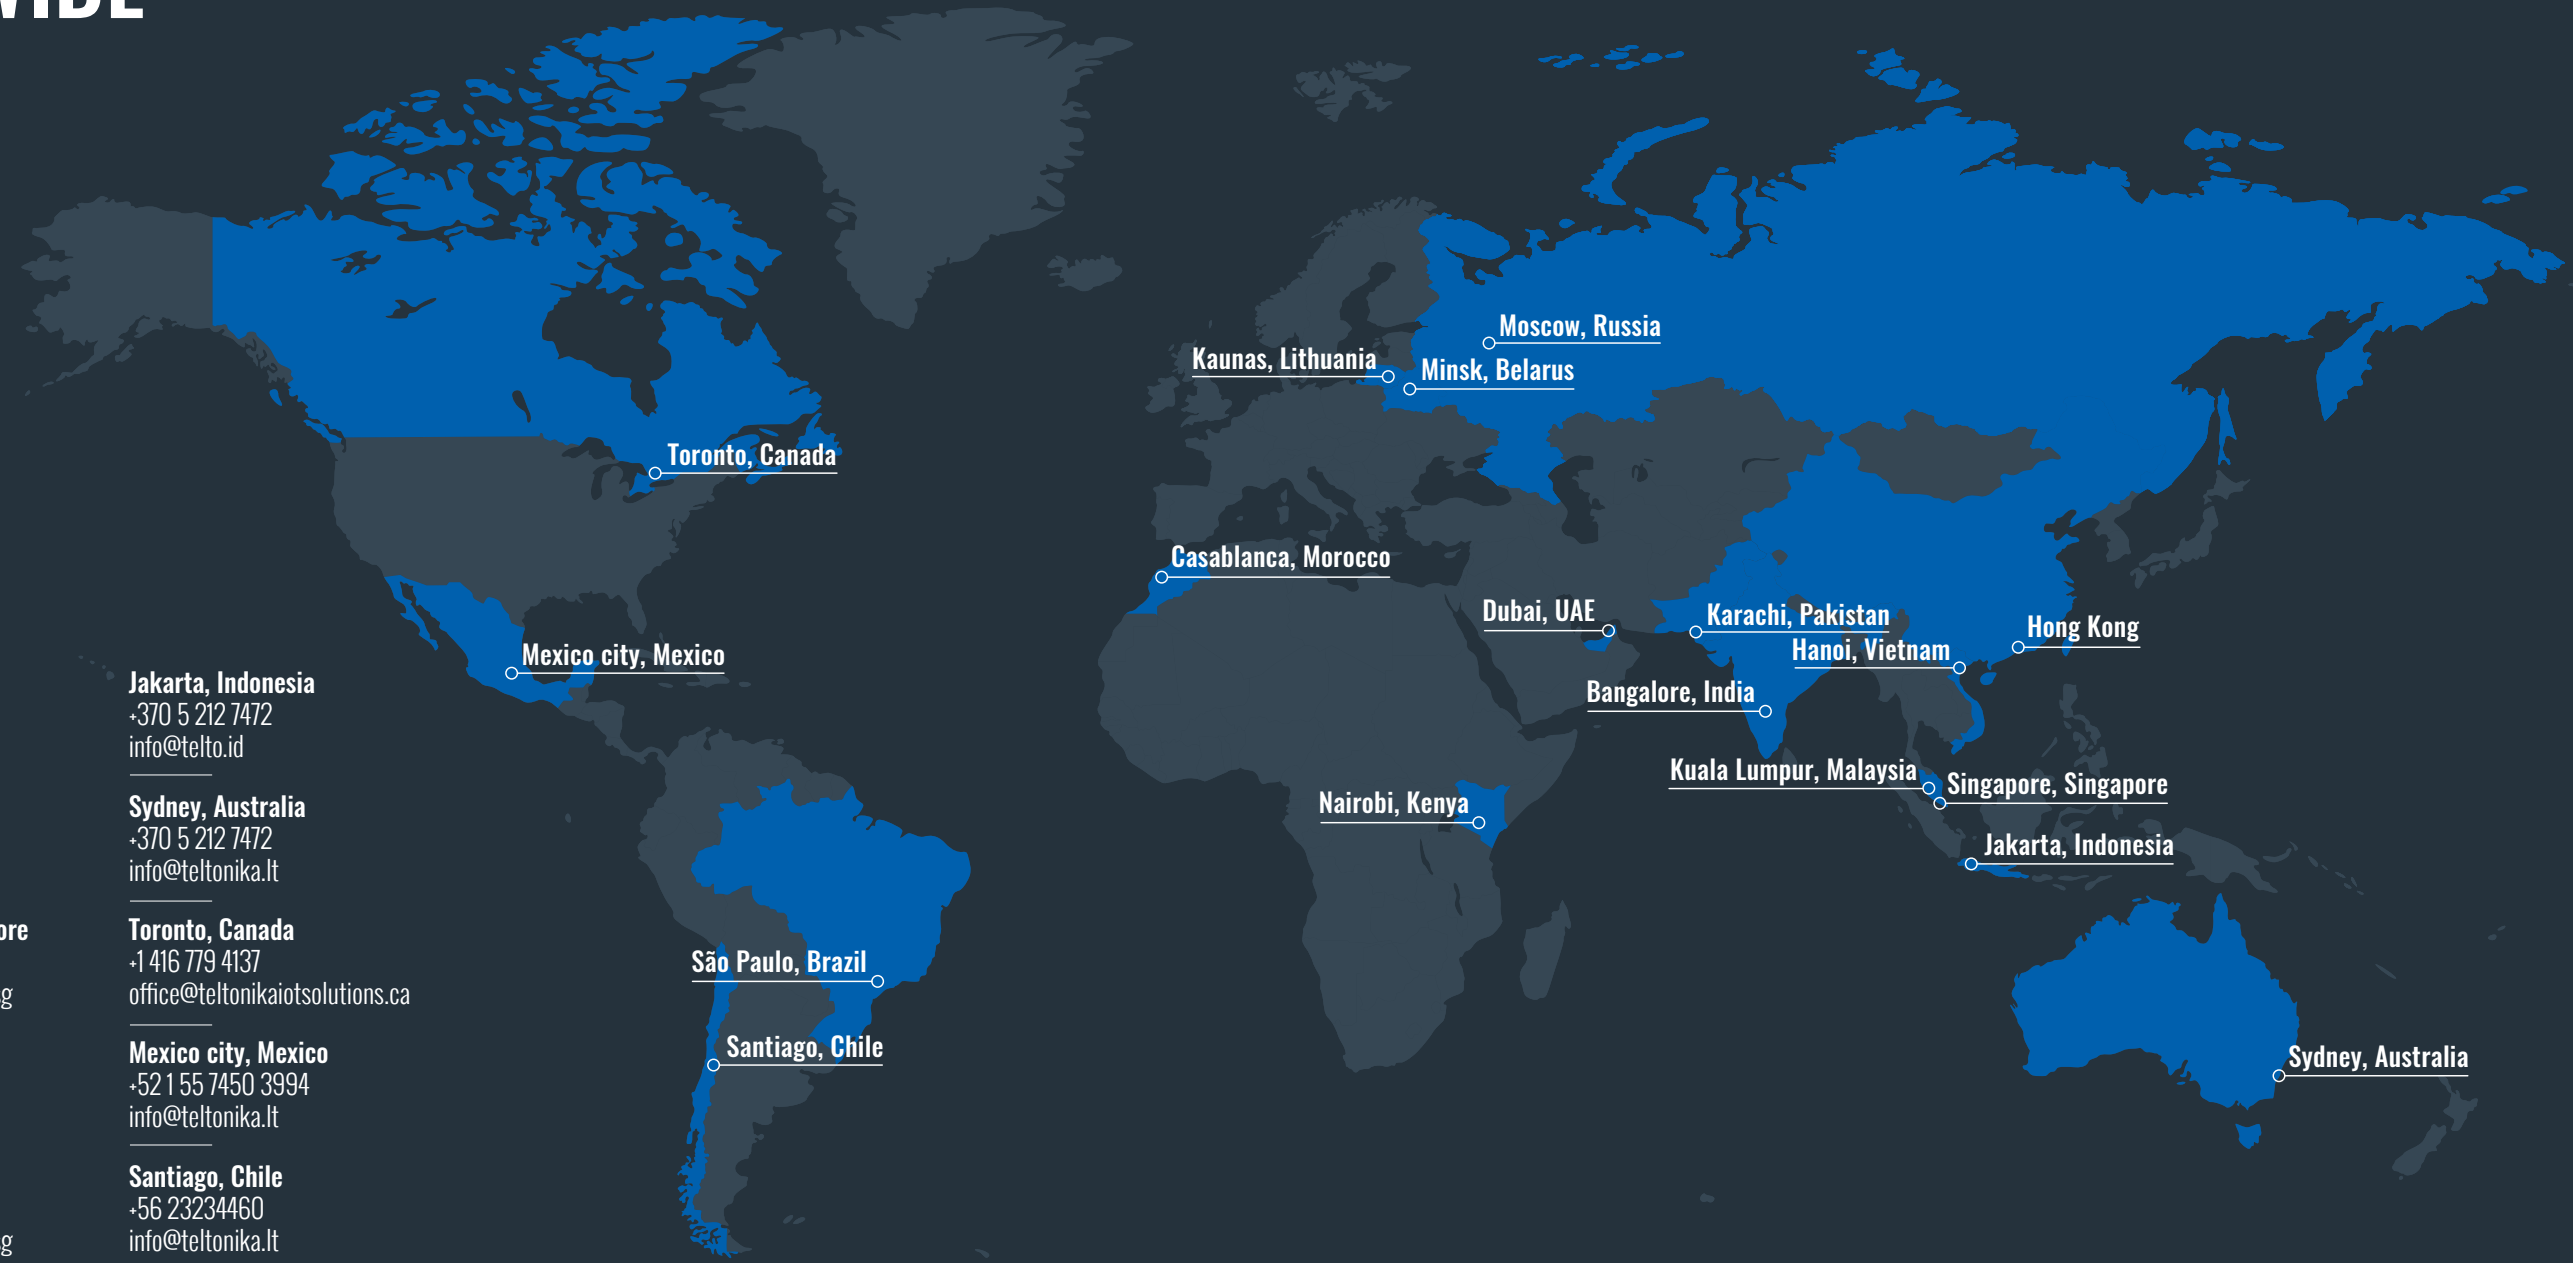 Jakarta, Indonesia
+370 5 212 7472
info@telto.id
Sydney, Australia
+370 5 212 7472
info@teltonika.lt
Toronto, Canada
+1 416 779 4137
office@teltonikaiotsolutions.ca
Mexico city, Mexico
+52 1 55 7450 3994
info@teltonika.lt
Santiago, Chile
+56 23234460
info@teltonika.lt
Toronto, Canada
Mexico city, Mexico
São Paulo, Brazil
Santiago, Chile
Moscow, Russia
Kaunas, Lithuania
Minsk, Belarus
Casablanca, Morocco
Dubai, UAE
Karachi, Pakistan
Hong Kong
Hanoi, Vietnam
Bangalore, India
Kuala Lumpur, Malaysia
Singapore, Singapore
Nairobi, Kenya
Jakarta, Indonesia
Sydney, Australia